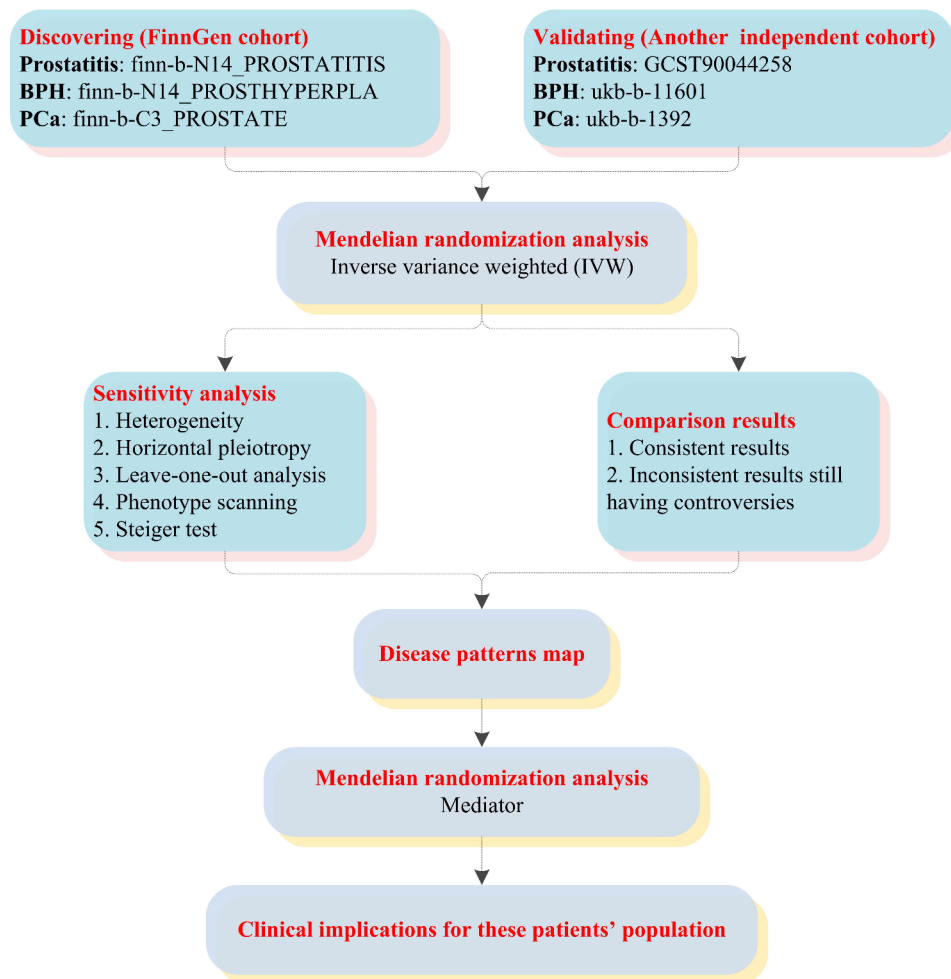 Discovering (FinnGen cohort)
Prostatitis: finn-b-N14_PROSTATITIS
BPH: finn-b-N14_PROSTHYPERPLA
PCa: finn-b-C3_PROSTATE
Validating (Another independent cohort)
Prostatitis: GCST90044258
BPH: ukb-b-11601
PCa: ukb-b-1392
Mendelian randomization analysis
Inverse variance weighted (IVW)
Sensitivity analysis
1. Heterogeneity
2. Horizontal pleiotropy
3. Leave-one-out analysis
4. Phenotype scanning
5. Steiger test
Comparison results
1. Consistent results
2. Inconsistent results still
having controversies
Disease patterns map
Mendelian randomization analysis
Mediator
Clinical implications for these patients’ population